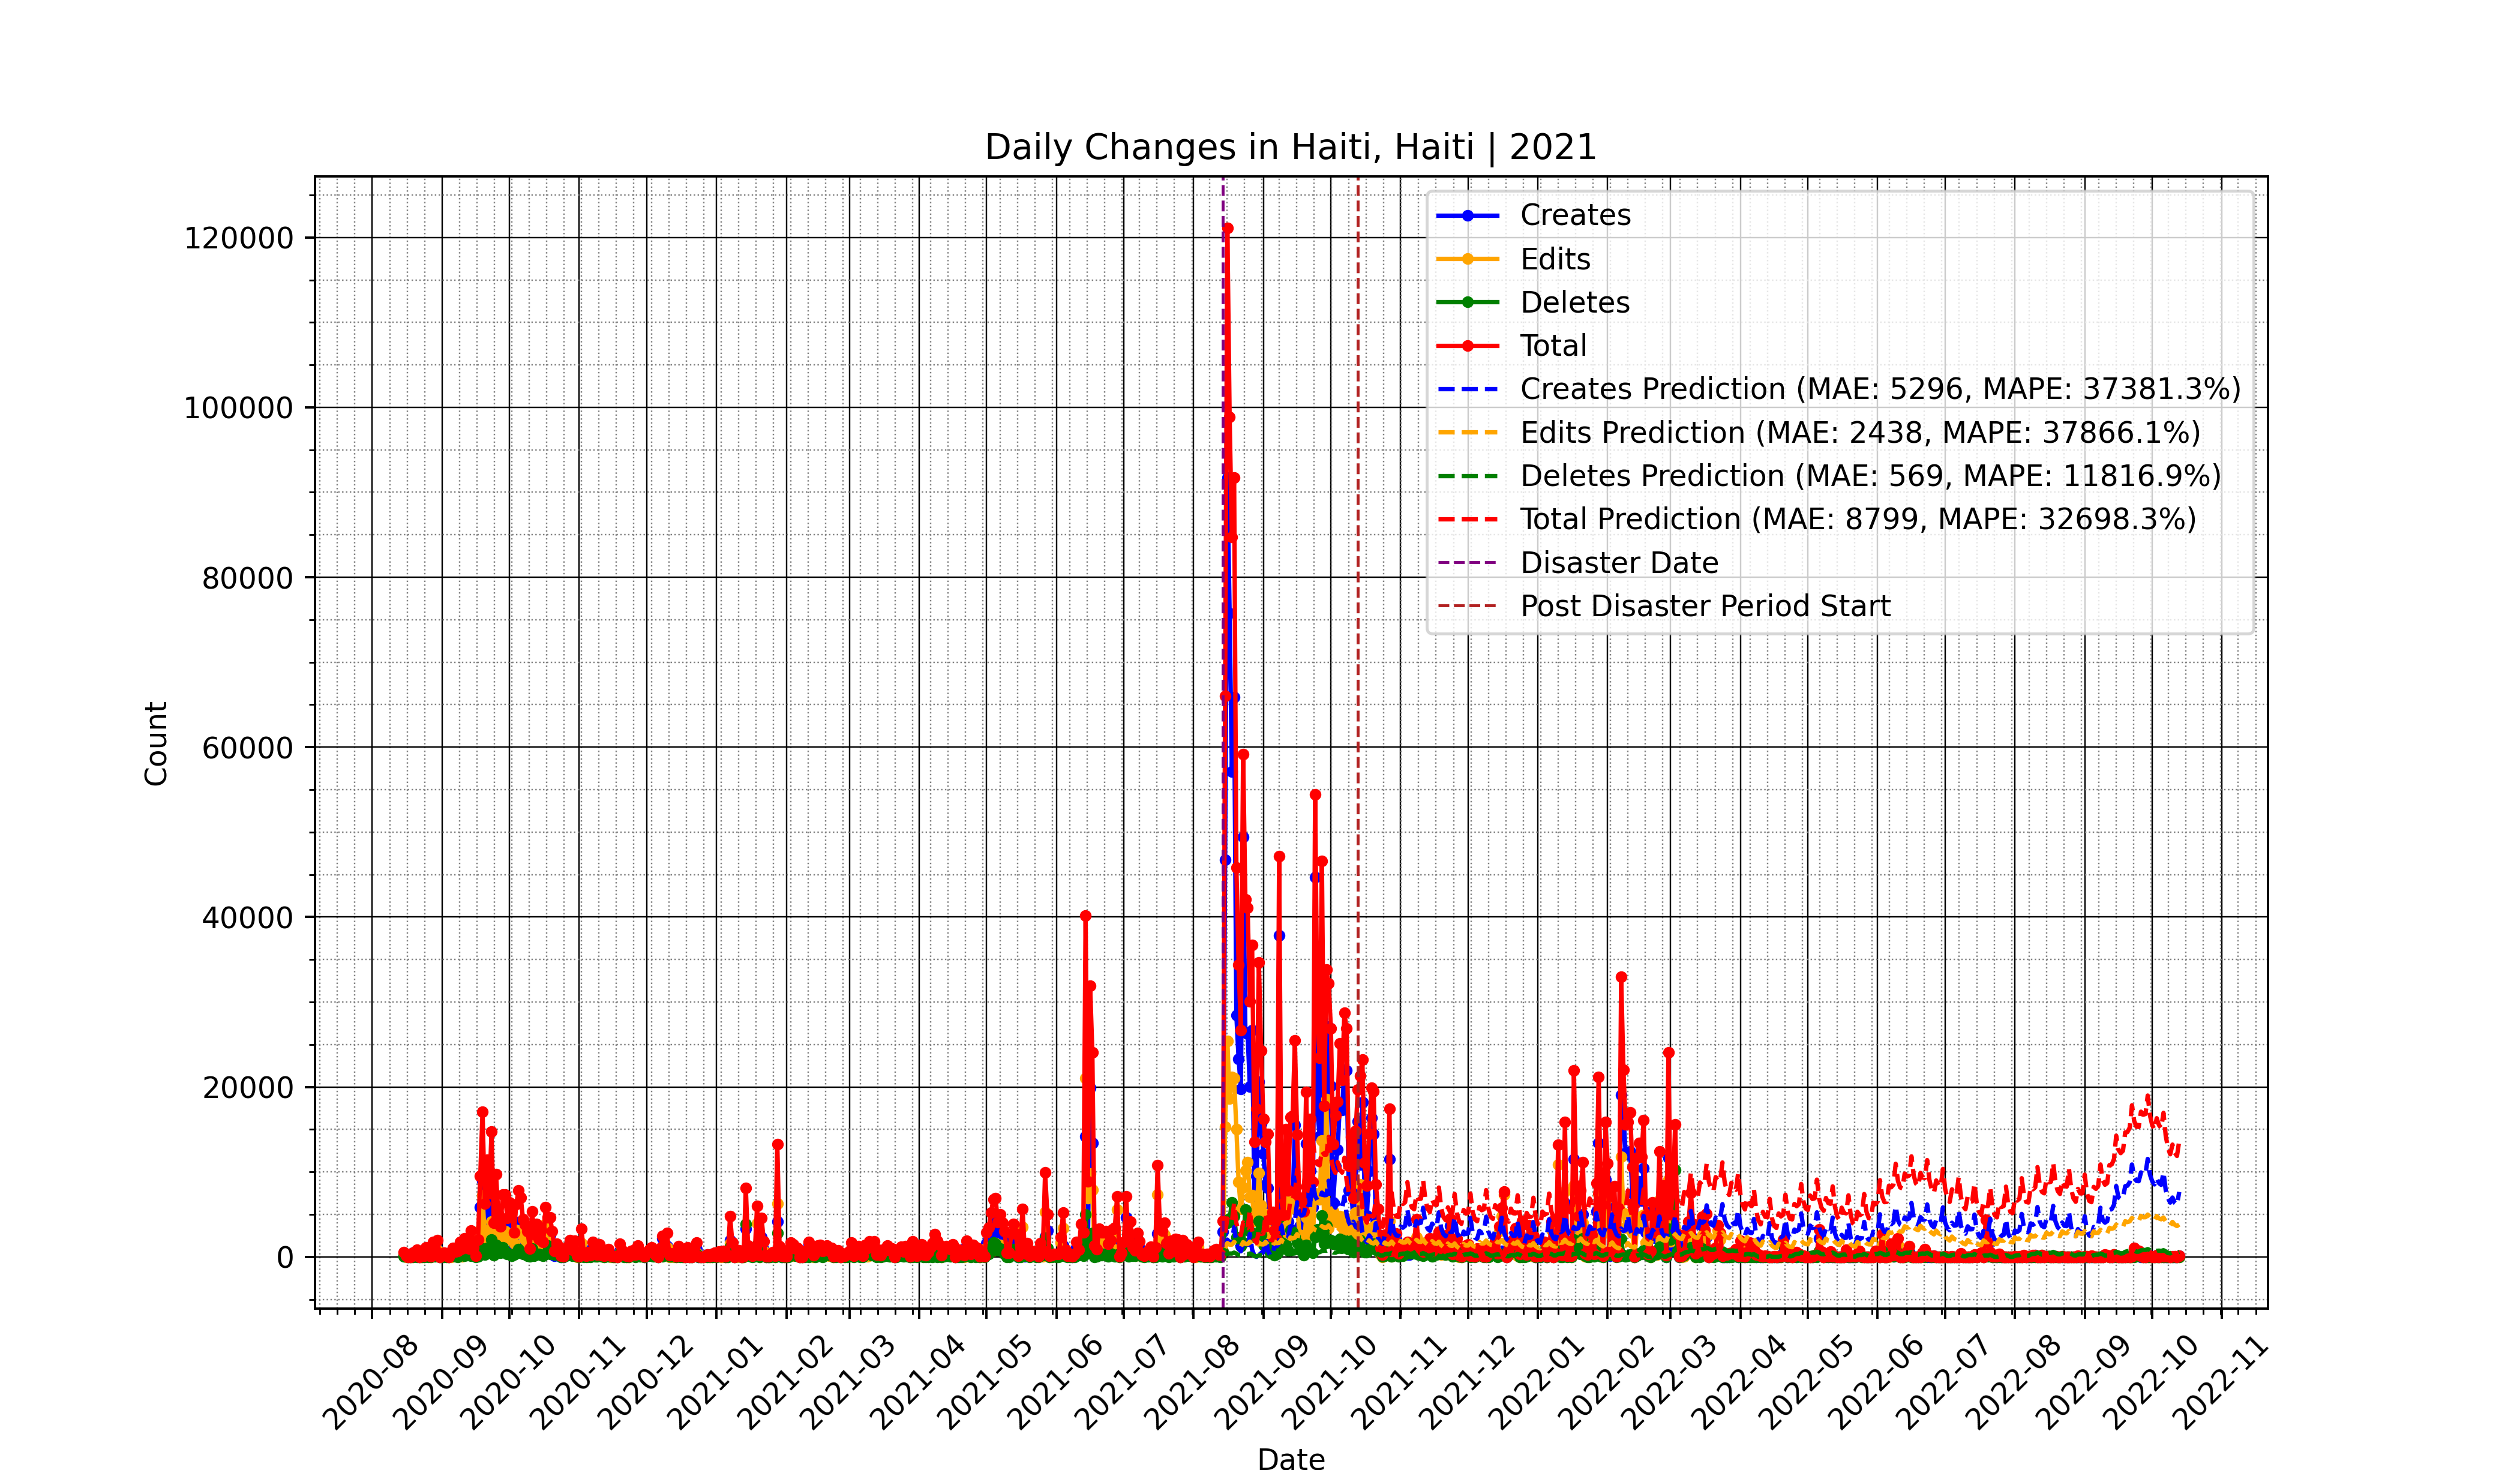 Daily Changes in Haiti, Haiti | 2021
Creates
Edits
Deletes
Total
Creates Prediction (MAE: 5296, MAPE: 37381.3%)
Edits Prediction (MAE: 2438, MAPE: 37866.1%)
Deletes Prediction (MAE: 569, MAPE: 11816.9%)
Total Prediction (MAE: 8799, MAPE: 32698.3%)
Disaster Date
Post Disaster Period Start
120000
100000
80000
60000
40000
20000
0
Count
2020-08
2020-09
2020-10
2020-11
2020-12
2021-01
2021-02
2021-03
2021-04
2021-05
2021-06
2021-07
2021-08
2021-09
2021-10
2021-11
2021-12
2022-01
2022-02
2022-03
2022-04
2022-05
2022-06
2022-07
2022-08
2022-09
2022-10
2022-11
Date